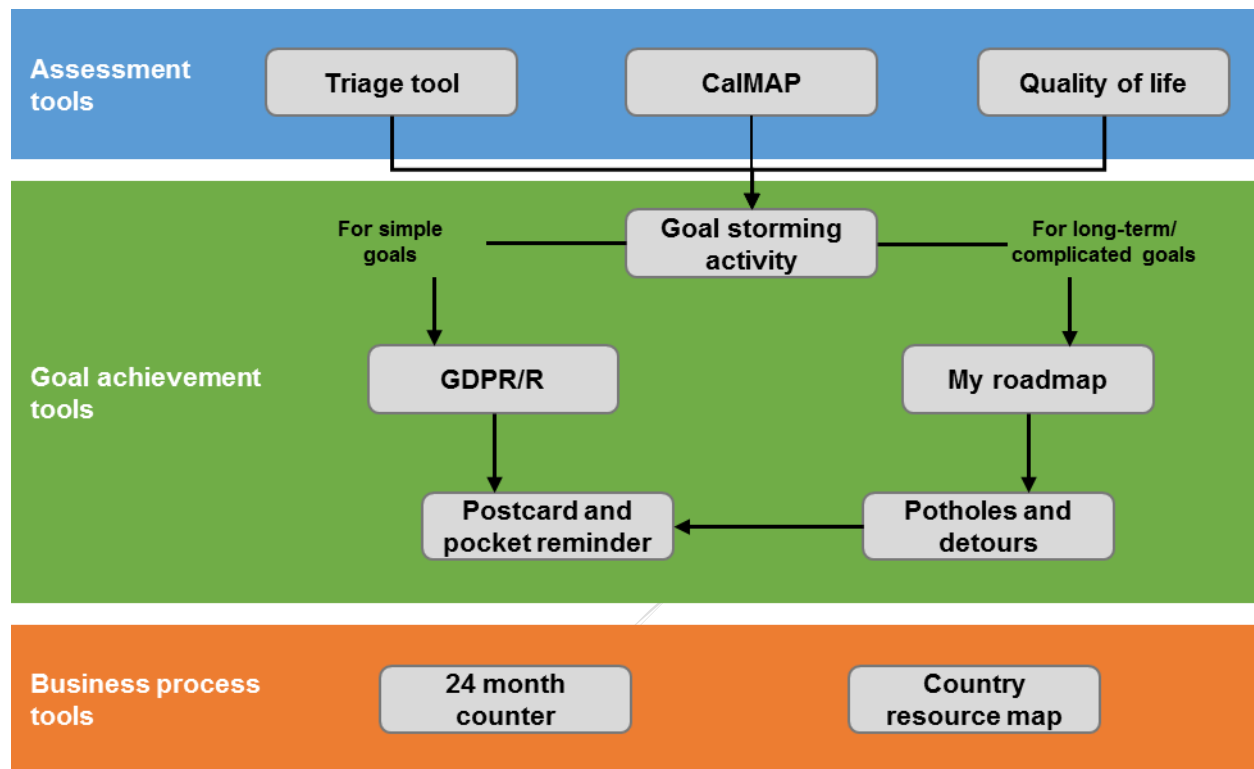 Assessment
tools
Triage tool
CalMAP
Quality of life
Goal storming
activity
For simple
goals
For long-term/
complicated goals
Goal achievement
tools
GDPR/R
My roadmap
Postcard and
pocket reminder
Potholes and
detours
Business process
tools
24 month
counter
Country
resource map